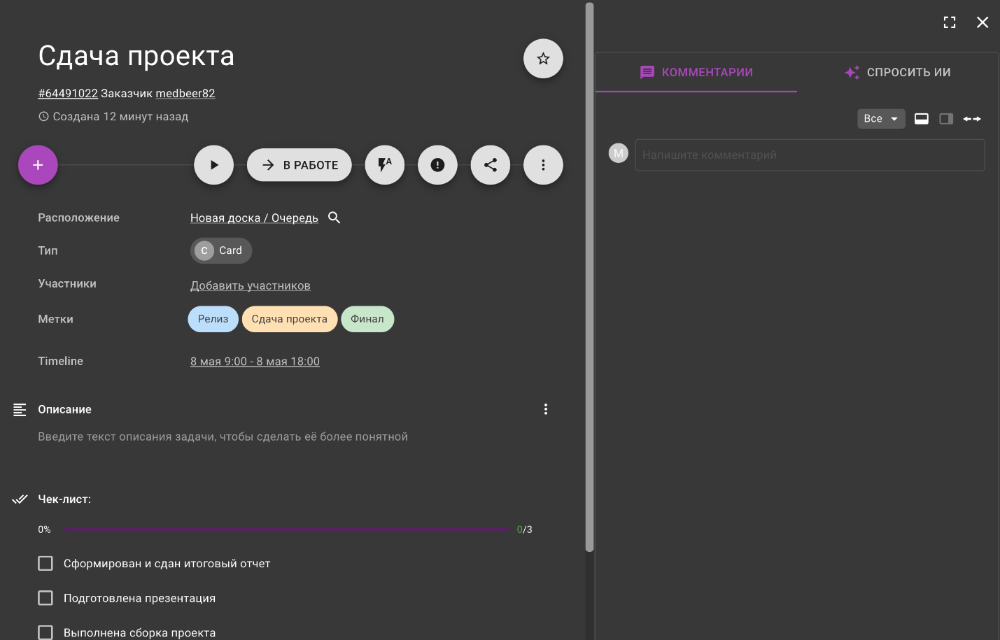 Сдача проекта
#64491022 Заказчик medbeer82
Создана 12 минут назад
В РАБОТЕ
A
Расположение
Новая доска / Очередь
Тип
C Card
Участники
Добавить участников
Метки
Релиз Сдача проекта Финал
Timeline
8 мая 9:00 - 8 мая 18:00
Описание
Введите текст описания задачи, чтобы сделать её более понятной
Чек-лист:
0% 0/3
Сформирован и сдан итоговый отчет
Подготовлена презентация
Выполнена сборка проекта
КОММЕНТАРИИ
СПРОСИТЬ ИИ
Все
M
Напишите комментарий